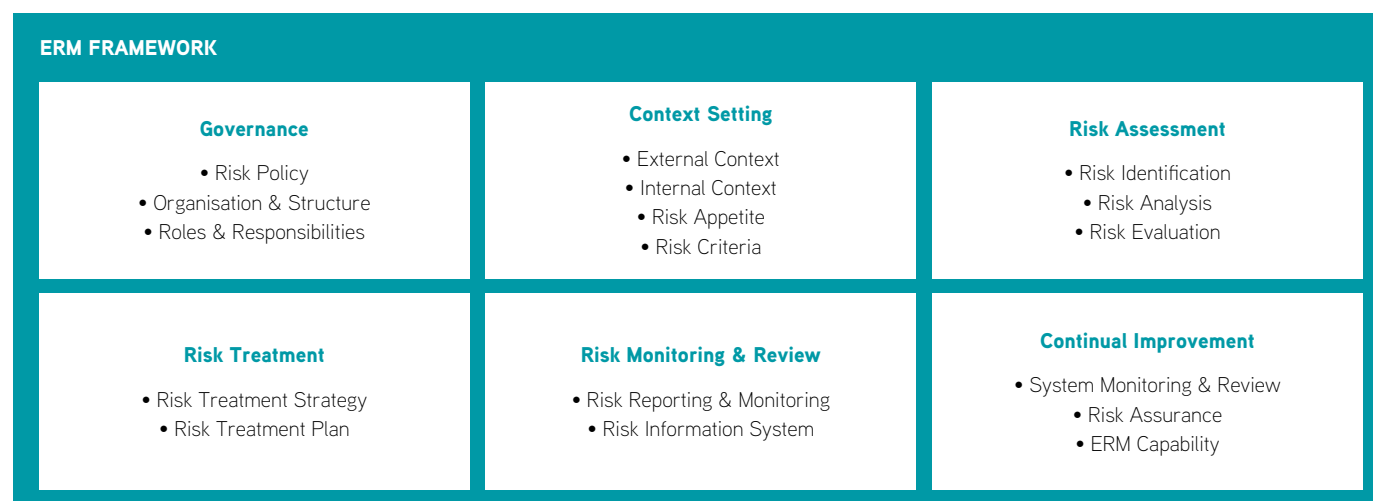 ERM FRAMEWORK
Governance
• Risk Policy
• Organisation & Structure
• Roles & Responsibilities
Context Setting
• External Context
• Internal Context
• Risk Appetite
• Risk Criteria
Risk Assessment
• Risk Identification
• Risk Analysis
• Risk Evaluation
Risk Treatment
• Risk Treatment Strategy
• Risk Treatment Plan
Risk Monitoring & Review
• Risk Reporting & Monitoring
• Risk Information System
Continual Improvement
• System Monitoring & Review
• Risk Assurance
• ERM Capability